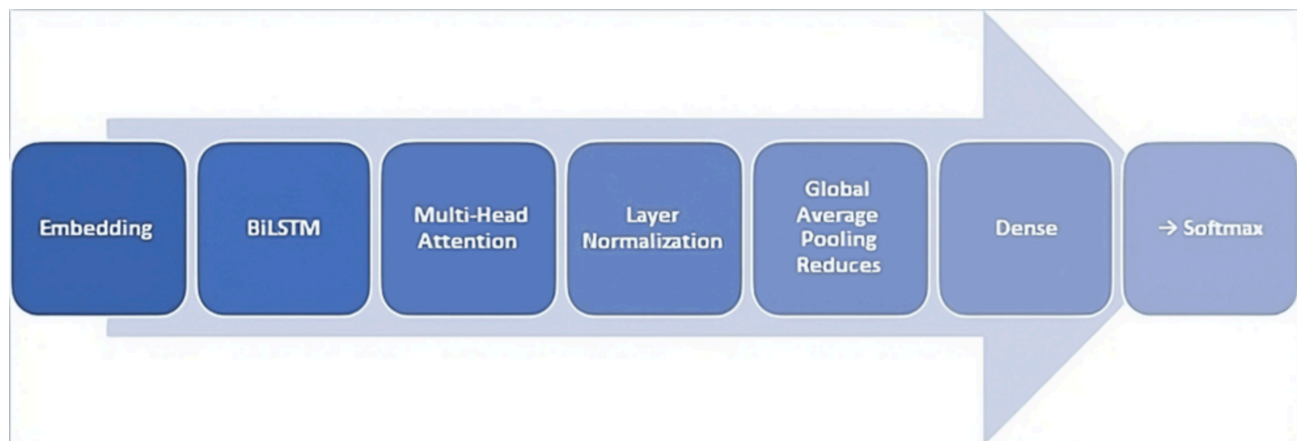 Embedding
BiLSTM
Multi-Head
Attention
Layer
Normalization
Global
Average
Pooling
Reduces
Dense
→ Softmax